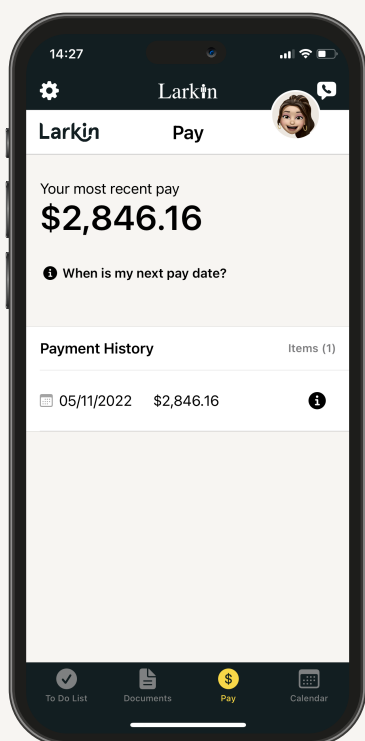 14:27
Larkin
Larkin Pay
Your most recent pay
$2,846.16
When is my next pay date?
Payment History Items (1)
05/11/2022 $2,846.16
To Do List Documents Pay Calendar